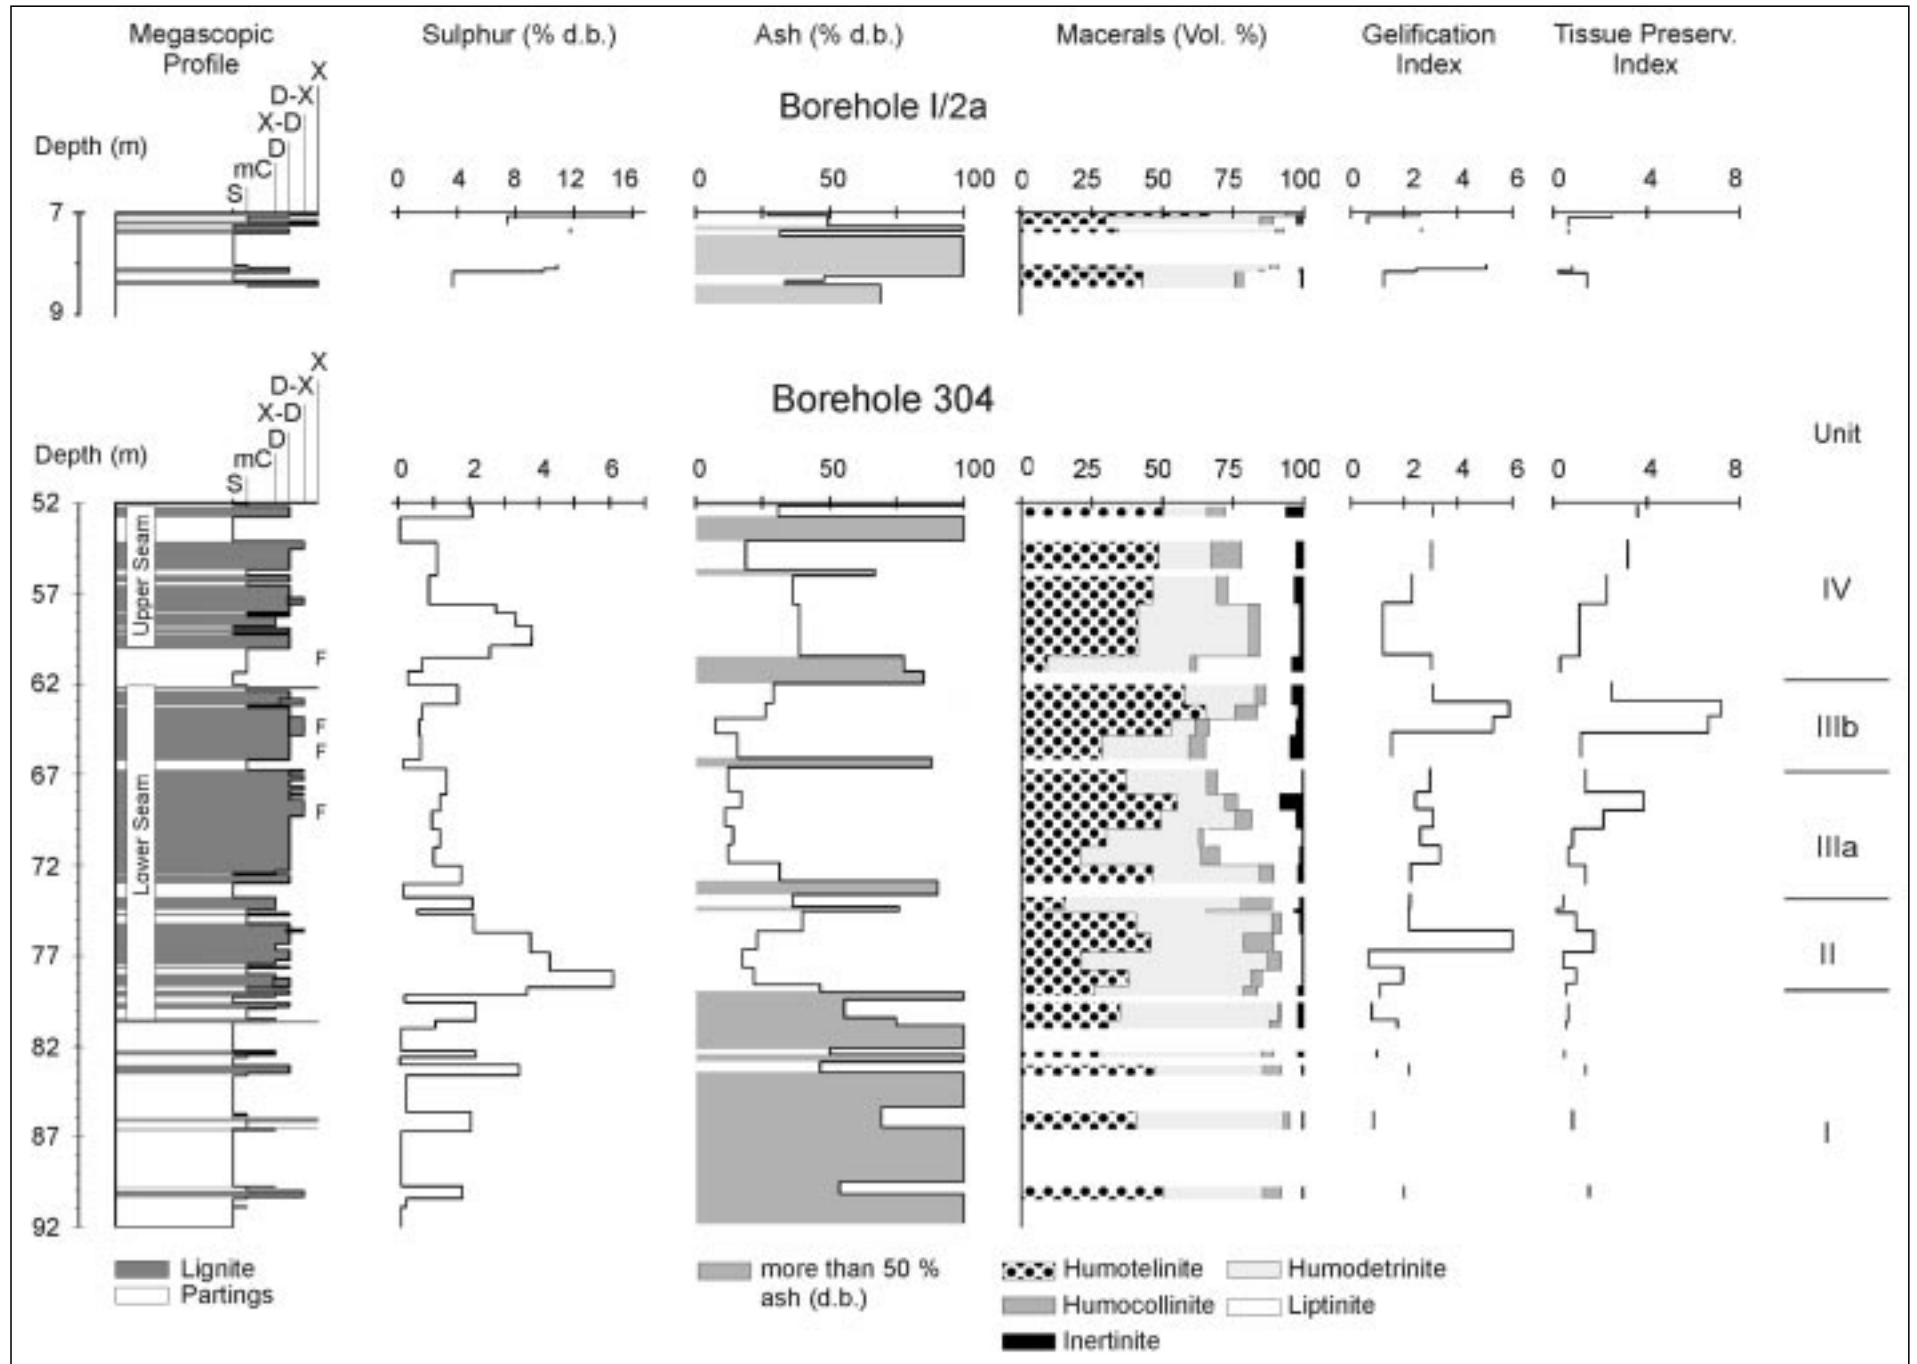 Megascopic Profile
Sulphur (% d.b.)
Ash (% d.b.)
Macerals (Vol. %)
Gelification Index
Tissue Preserv. Index
Borehole I/2a
X
D-X
X-D
D
mC
S
Depth (m)
0 4 8 12 16
0 50 100
0 25 50 75 100
0 2 4 6
0 4 8
7
9
Borehole 304
X
D-X
X-D
D
mC
S
Depth (m)
0 2 4 6
0 50 100
0 25 50 75 100
0 2 4 6
0 4 8
Unit
52
57
62
67
72
77
82
87
92
Upper Seam
Lower Seam
F
F
F
F
IV
IIIb
IIIa
II
I
Lignite
Partings
more than 50 %
ash (d.b.)
Humotelinite
Humodetrinite
Humocollinite
Liptinite
Inertinite